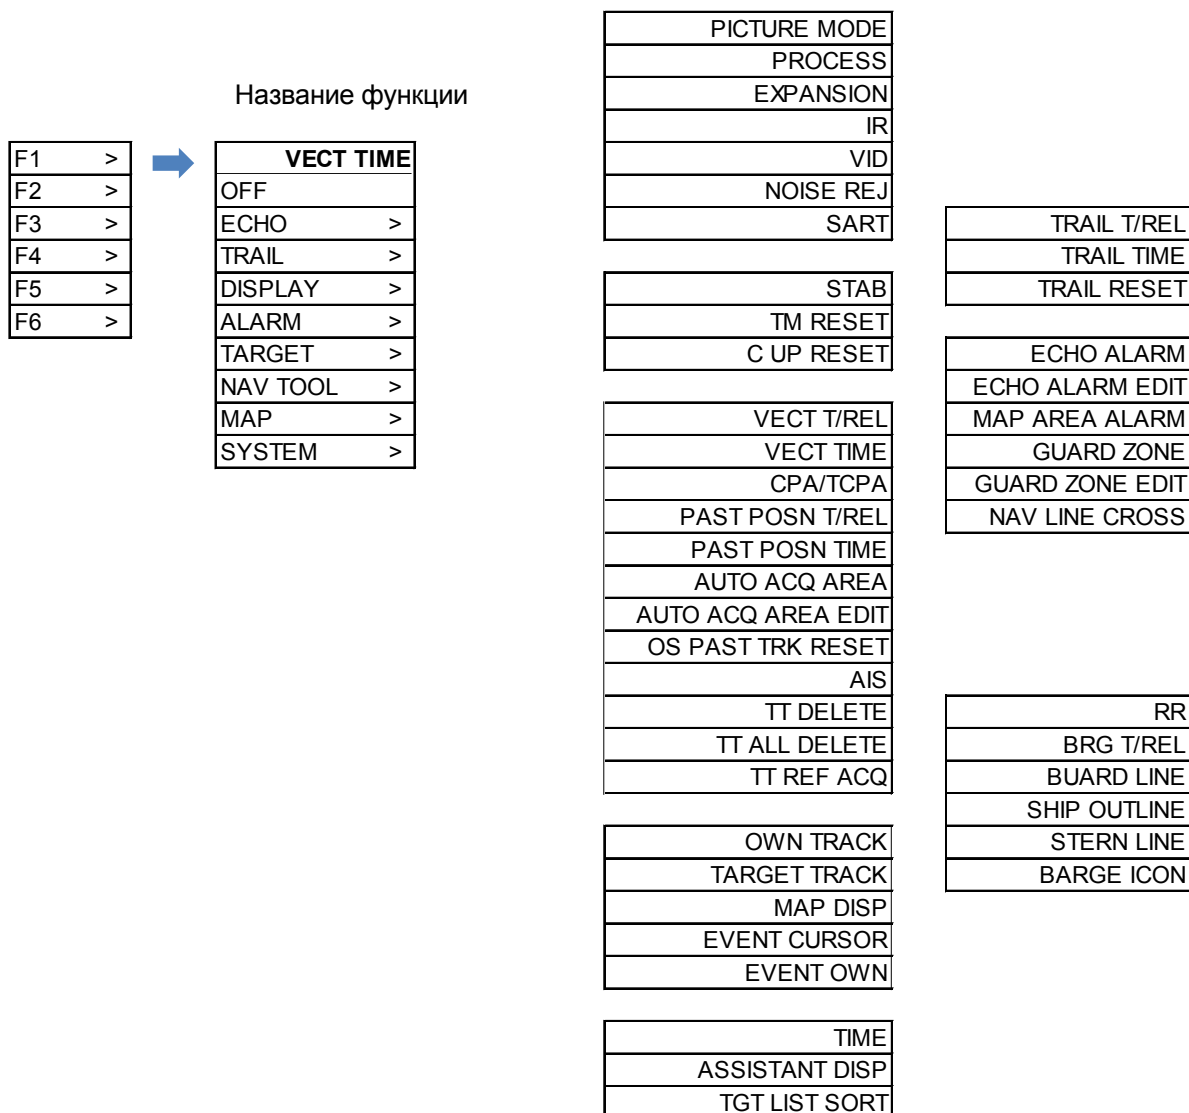 Название функции
F1 >
F2 >
F3 >
F4 >
F5 >
F6 >
VECT TIME
OFF
ECHO >
TRAIL >
DISPLAY >
ALARM >
TARGET >
NAV TOOL >
MAP >
SYSTEM >
PICTURE MODE
PROCESS
EXPANSION
IR
VID
NOISE REJ
SART
STAB
TM RESET
C UP RESET
VECT T/REL
VECT TIME
CPA/TCPA
PAST POSN T/REL
PAST POSN TIME
AUTO ACQ AREA
AUTO ACQ AREA EDIT
OS PAST TRK RESET
AIS
TT DELETE
TT ALL DELETE
TT REF ACQ
OWN TRACK
TARGET TRACK
MAP DISP
EVENT CURSOR
EVENT OWN
TIME
ASSISTANT DISP
TGT LIST SORT
TRAIL T/REL
TRAIL TIME
TRAIL RESET
ECHO ALARM
ECHO ALARM EDIT
MAP AREA ALARM
GUARD ZONE
GUARD ZONE EDIT
NAV LINE CROSS
RR
BRG T/REL
BUARD LINE
SHIP OUTLINE
STERN LINE
BARGE ICON